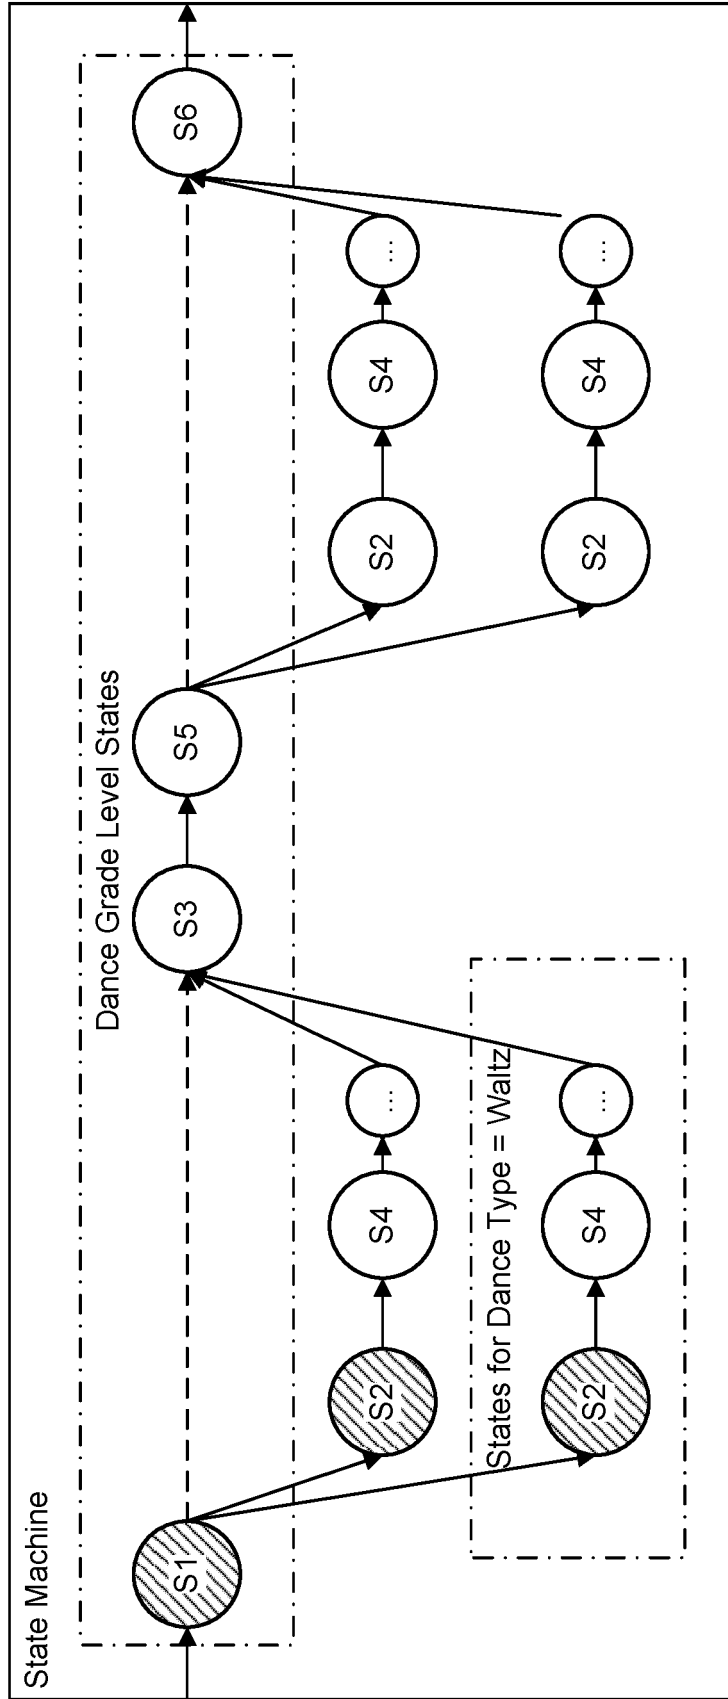 State Machine
Dance Grade Level States
S1
S3
S5
S6
S2
S4
...
S2
S4
...
States for Dance Type = Waltz
S2
S4
...
S2
S4
...